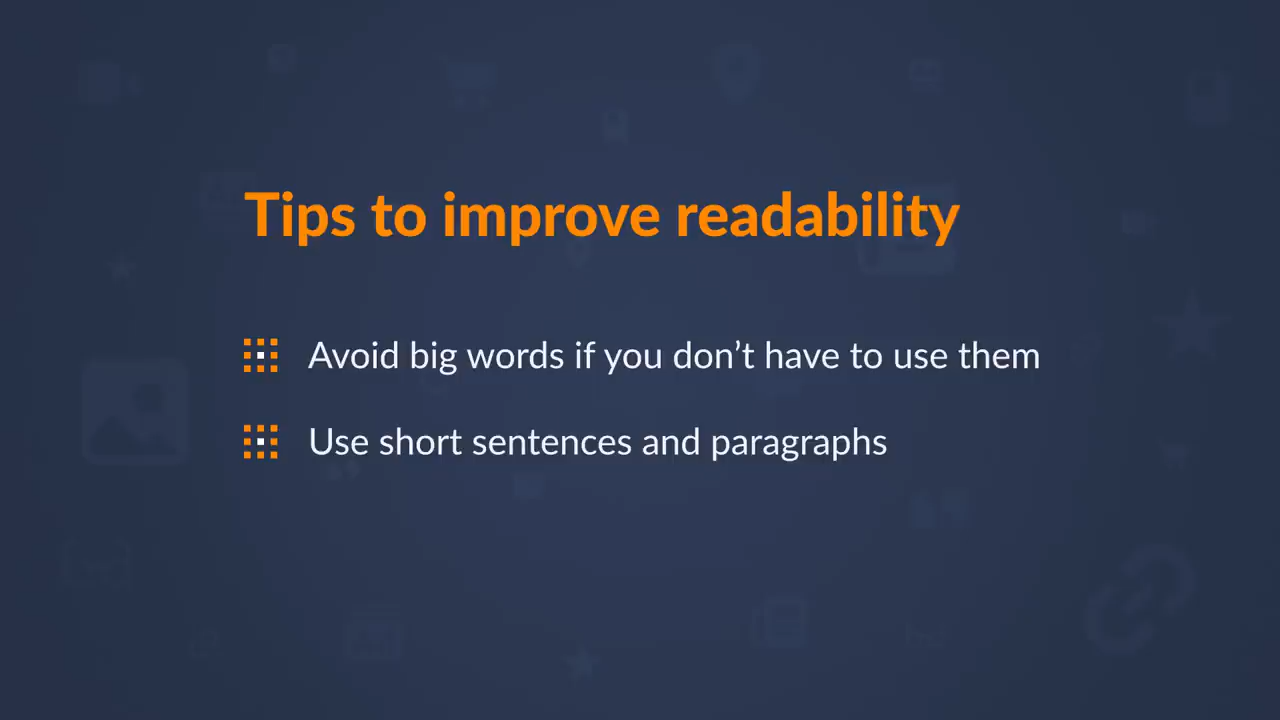 Tips to improve readability
Avoid big words if you don’t have to use them
Use short sentences and paragraphs